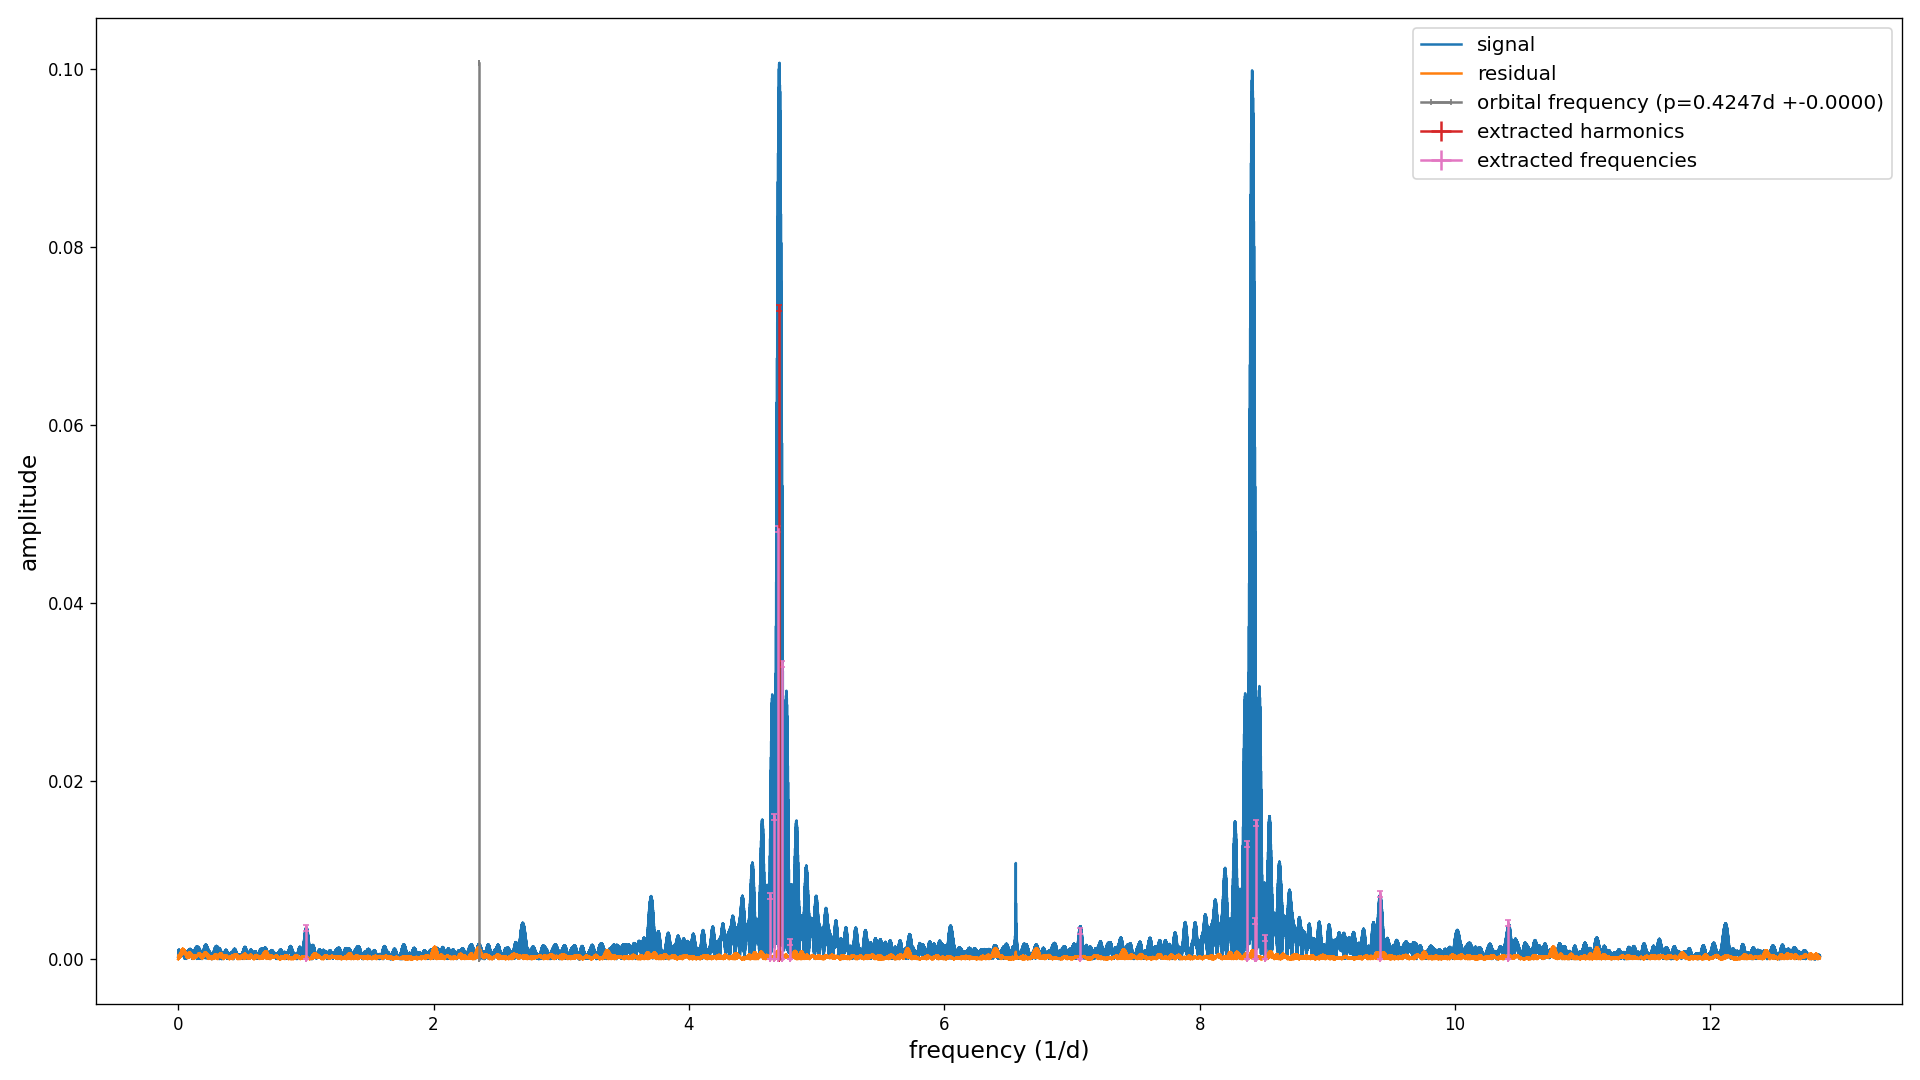 signal
residual
orbital frequency (p=0.4247d +-0.0000)
extracted harmonics
extracted frequencies
0.10
0.08
0.06
0.04
0.02
0.00
amplitude
0 2 4 6 8 10 12
frequency (1/d)